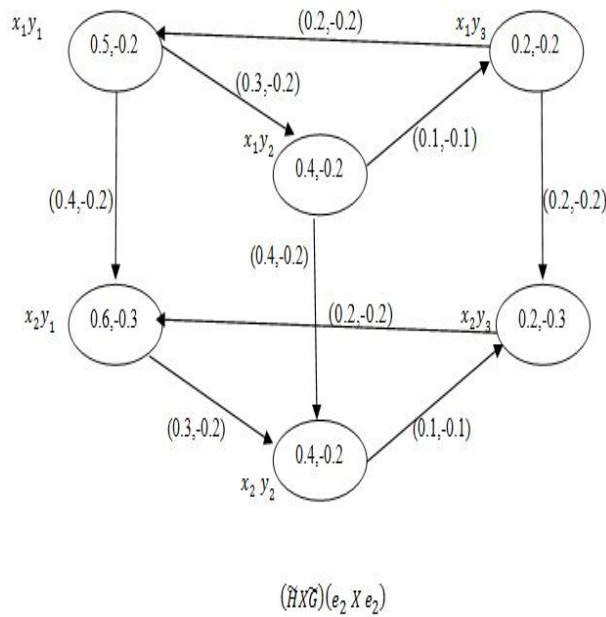 x₁y₁
(0.2,-0.2)
x₁y₃
0.5,-0.2
0.2,-0.2
(0.3,-0.2)
x₁y₂
(0.1,-0.1)
0.4,-0.2
(0.4,-0.2)
(0.2,-0.2)
(0.4,-0.2)
x₂y₁
0.6,-0.3
(0.2,-0.2)
x₂y₃
0.2,-0.3
(0.3,-0.2)
(0.1,-0.1)
0.4,-0.2
x₂y₂
(H̃XG̃)(e₂ X e₂)